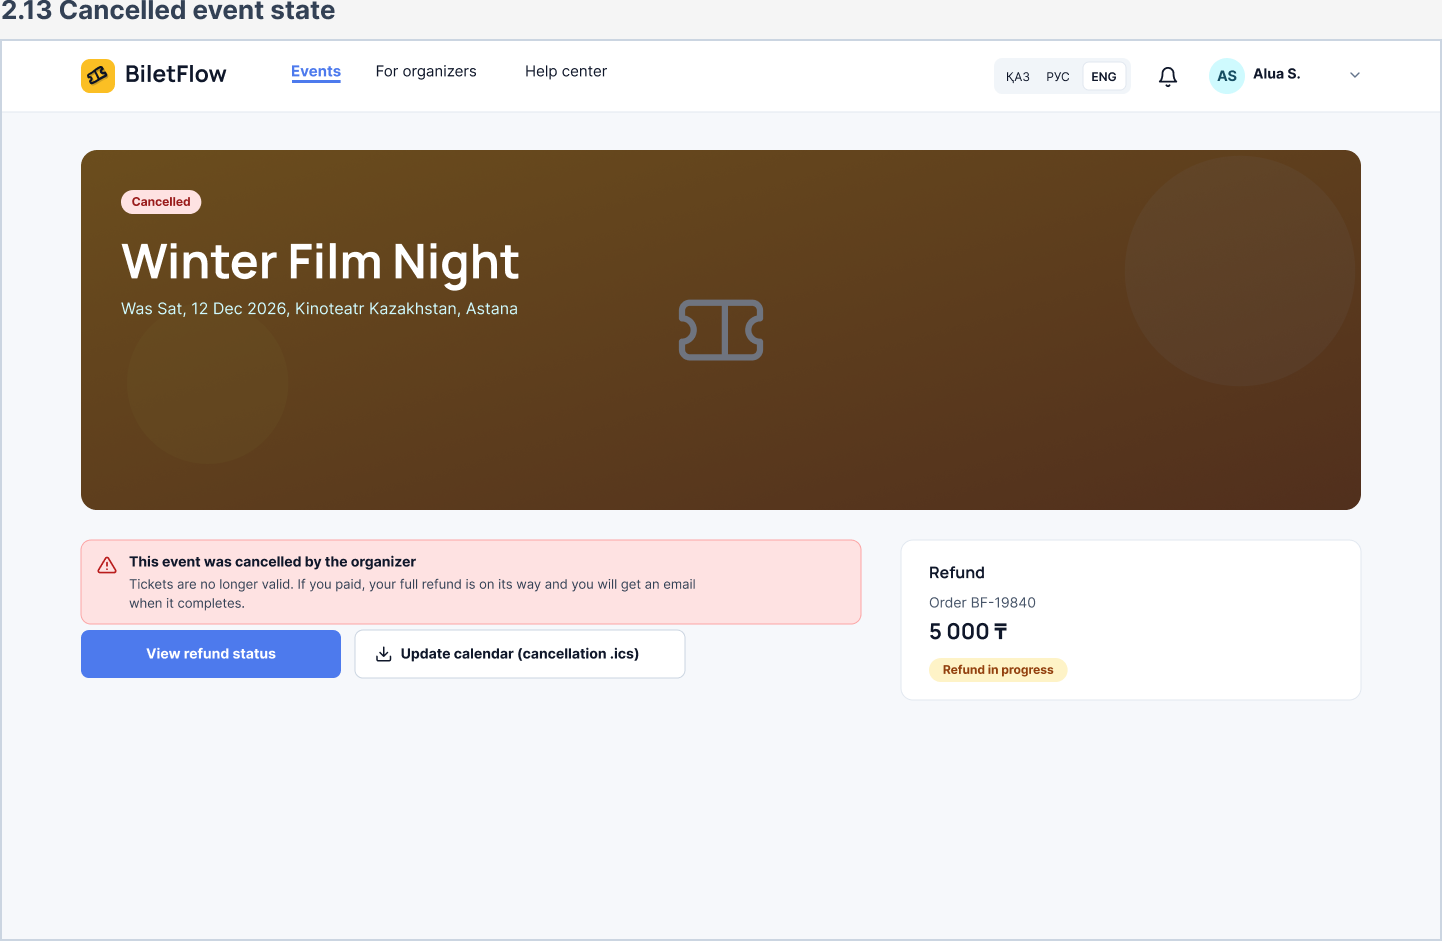 2.13 Cancelled event state
BiletFlow
Events
For organizers
Help center
ҚАЗ
РУС
ENG
AS
Alua S.
Cancelled
Winter Film Night
Was Sat, 12 Dec 2026, Kinoteatr Kazakhstan, Astana
This event was cancelled by the organizer
Tickets are no longer valid. If you paid, your full refund is on its way and you will get an email
when it completes.
View refund status
Update calendar (cancellation .ics)
Refund
Order BF-19840
5 000 ₸
Refund in progress